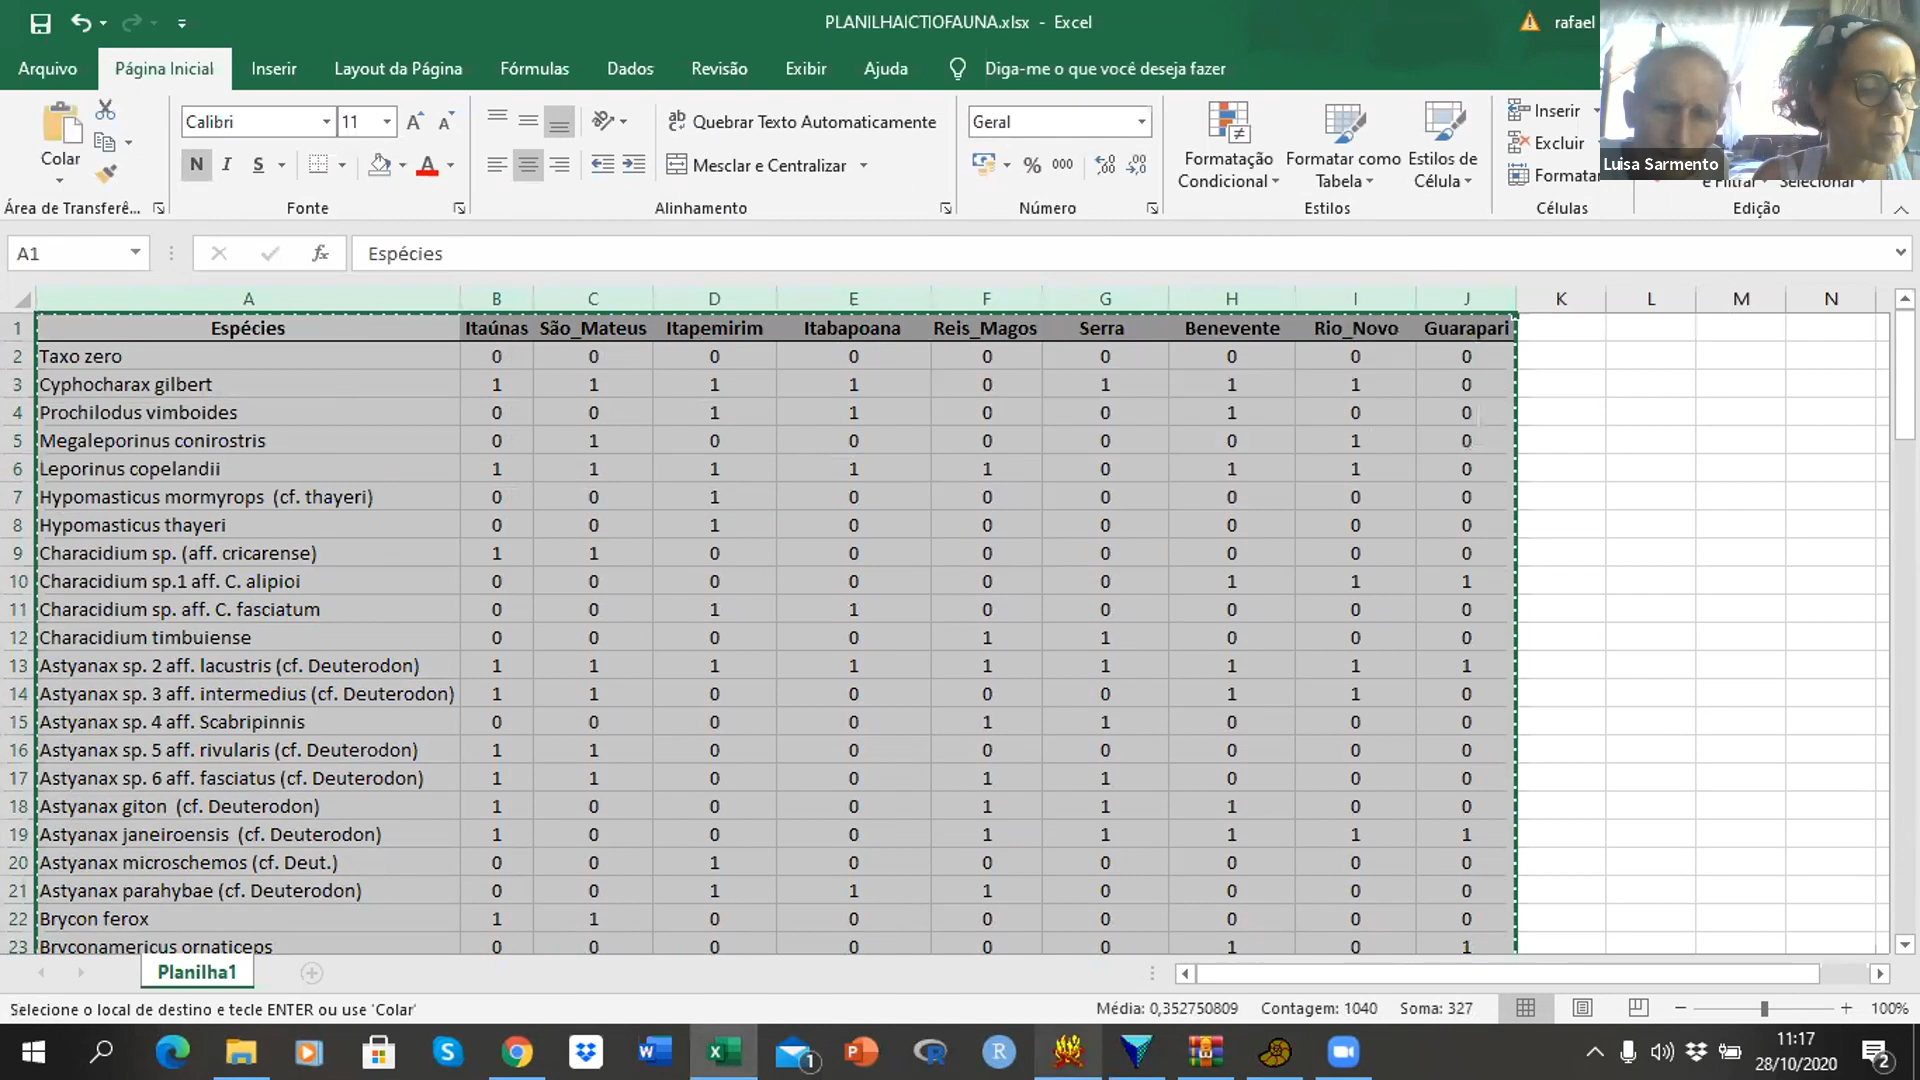 PLANILHAICTIOFAUNA.xlsx - Excel
rafael
Arquivo Página Inicial Inserir Layout da Página Fórmulas Dados Revisão Exibir Ajuda Diga-me o que você deseja fazer
Colar
Calibri 11
Quebrar Texto Automaticamente
Geral
Inserir
N I S
Mesclar e Centralizar
% 000
Formatação Condicional
Formatar como Tabela
Estilos de Célula
Excluir
Formatar
e Filtrar Selecionar
Luisa Sarmento
Área de Transferê... Fonte Alinhamento Número Estilos Células Edição
A1 fx Espécies
A B C D E F G H I J K L M N
1 Espécies Itaúnas São_Mateus Itapemirim Itabapoana Reis_Magos Serra Benevente Rio_Novo Guarapari
2 Taxo zero 0 0 0 0 0 0 0 0 0
3 Cyphocharax gilbert 1 1 1 1 0 1 1 1 0
4 Prochilodus vimboides 0 0 1 1 0 0 1 0 0
5 Megaleporinus conirostris 0 1 0 0 0 0 0 1 0
6 Leporinus copelandii 1 1 1 1 1 0 1 1 0
7 Hypomasticus mormyrops (cf. thayeri) 0 0 1 0 0 0 0 0 0
8 Hypomasticus thayeri 0 0 1 0 0 0 0 0 0
9 Characidium sp. (aff. cricarense) 1 1 0 0 0 0 0 0 0
10 Characidium sp.1 aff. C. alipioi 0 0 0 0 0 0 1 1 1
11 Characidium sp. aff. C. fasciatum 0 0 1 1 0 0 0 0 0
12 Characidium timbuiense 0 0 0 0 1 1 0 0 0
13 Astyanax sp. 2 aff. lacustris (cf. Deuterodon) 1 1 1 1 1 1 1 1 1
14 Astyanax sp. 3 aff. intermedius (cf. Deuterodon) 1 1 0 0 0 0 1 1 0
15 Astyanax sp. 4 aff. Scabripinnis 0 0 0 0 1 1 0 0 0
16 Astyanax sp. 5 aff. rivularis (cf. Deuterodon) 1 1 0 0 0 0 0 0 0
17 Astyanax sp. 6 aff. fasciatus (cf. Deuterodon) 1 1 0 0 1 1 0 0 0
18 Astyanax giton (cf. Deuterodon) 1 0 0 0 1 1 1 0 0
19 Astyanax janeiroensis (cf. Deuterodon) 1 0 0 0 1 1 1 1 1
20 Astyanax microschemos (cf. Deut.) 0 0 1 0 0 0 0 0 0
21 Astyanax parahybae (cf. Deuterodon) 0 0 1 1 1 0 0 0 0
22 Brycon ferox 1 1 0 0 0 0 0 0 0
23 Bryconamericus ornaticeps 0 0 0 0 0 0 1 0 1
Planilha1
Selecione o local de destino e tecle ENTER ou use 'Colar' Média: 0,352750809 Contagem: 1040 Soma: 327 100%
11:17
28/10/2020
1
2